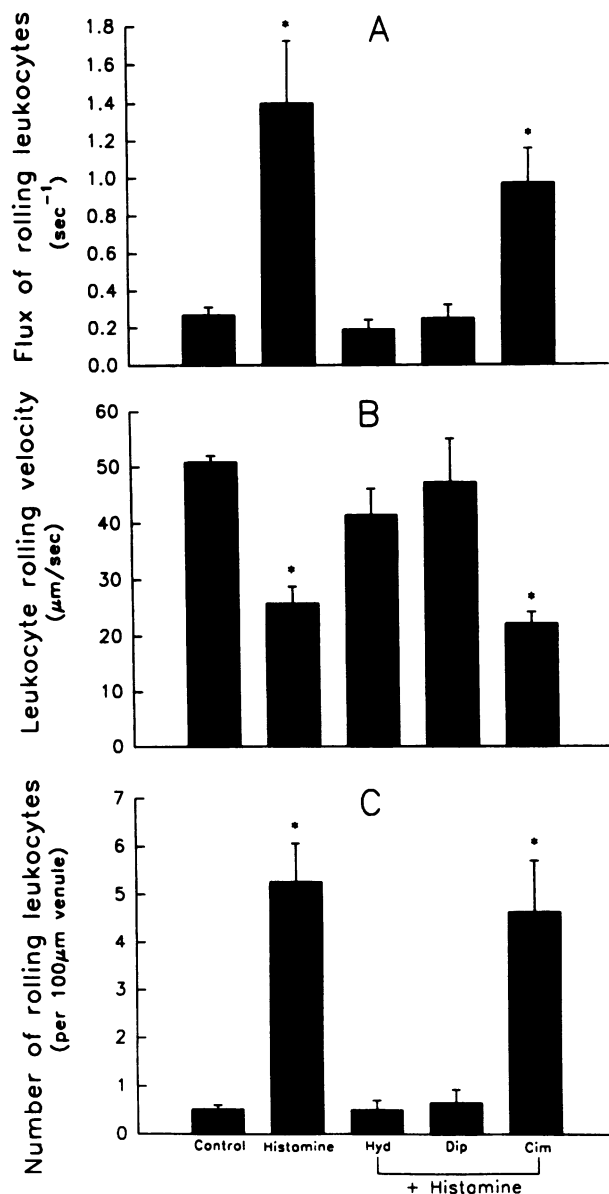 A
Flux of rolling leukocytes
(sec⁻¹)
1.8
1.6
1.4
1.2
1.0
0.8
0.6
0.4
0.2
0.0
*
*
B
Leukocyte rolling velocity
(μm/sec)
60
50
40
30
20
10
0
*
*
C
Number of rolling leukocytes
(per 100μm venule)
7
6
5
4
3
2
1
0
*
*
Control Histamine Hyd Dip Cim
+ Histamine